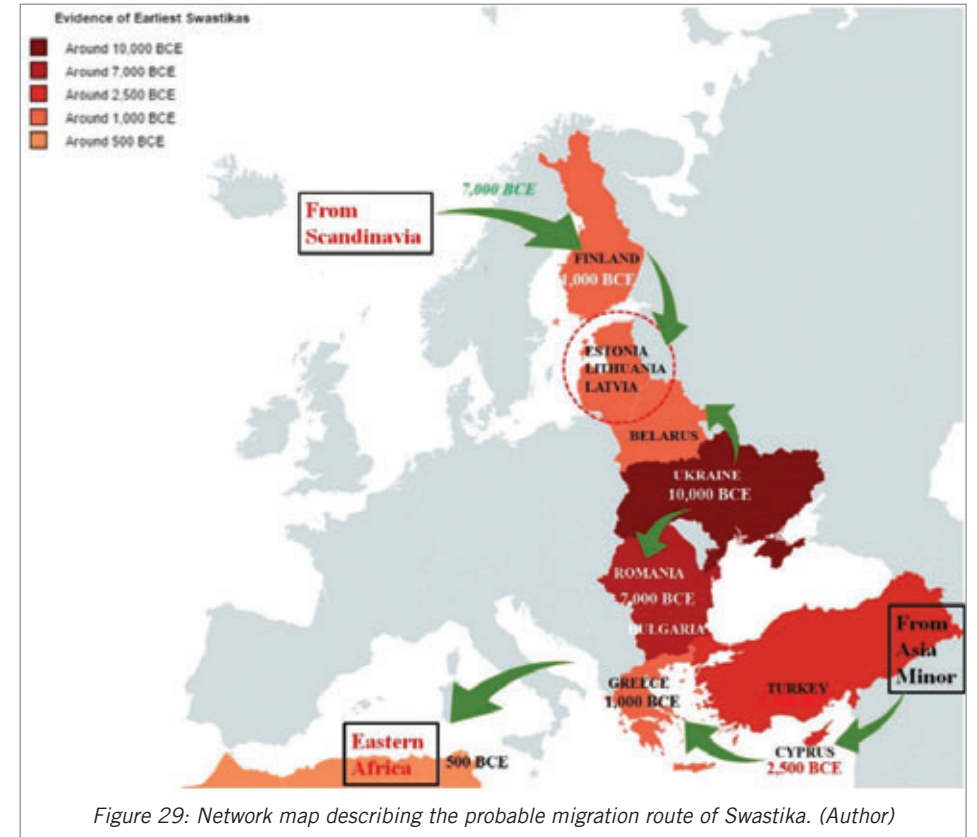 Evidence of Earliest Swastikas
Around 10,000 BCE
Around 7,000 BCE
Around 2,500 BCE
Around 1,000 BCE
Around 500 BCE
7,000 BCE
From
Scandinavia
FINLAND
1,000 BCE
ESTONIA
LITHUANIA
LATVIA
BELARUS
UKRAINE
10,000 BCE
ROMANIA
7,000 BCE
BULGARIA
From
Asia
Minor
GREECE
1,000 BCE
TURKEY
CYPRUS
2,500 BCE
Eastern
Africa
500 BCE
Figure 29: Network map describing the probable migration route of Swastika. (Author)